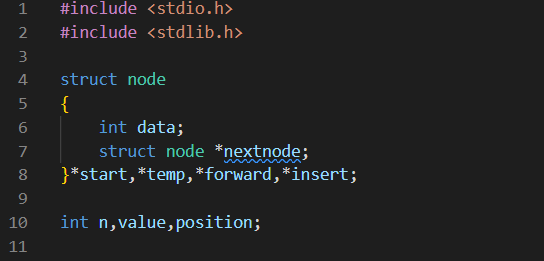 1 #include <stdio.h>
2 #include <stdlib.h>
3
4 struct node
5 {
6     int data;
7     struct node *nextnode;
8 }*start,*temp,*forward,*insert;
9
10 int n,value,position;
11